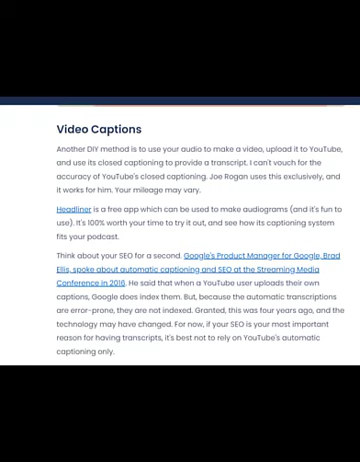 Video Captions
Another DIY method is to use your audio to make a video, upload it to YouTube,
and use its closed captioning to provide a transcript. I can't vouch for the
accuracy of YouTube's closed captioning. Joe Rogan uses this exclusively, and
it works for him. Your mileage may vary.
Headliner is a free app which can be used to make audiograms (and it's fun to
use). It's 100% worth your time to try it out, and see how its captioning system
fits your podcast.
Think about your SEO for a second. Google's Product Manager for Google, Brad
Ellis, spoke about automatic captioning and SEO at the Streaming Media
Conference in 2016. He said that when a YouTube user uploads their own
captions, Google does index them. But, because the automatic transcriptions
are error-prone, they are not indexed. Granted, this was four years ago, and the
technology may have changed. For now, if your SEO is your most important
reason for having transcripts, it's best not to rely on YouTube's automatic
captioning only.